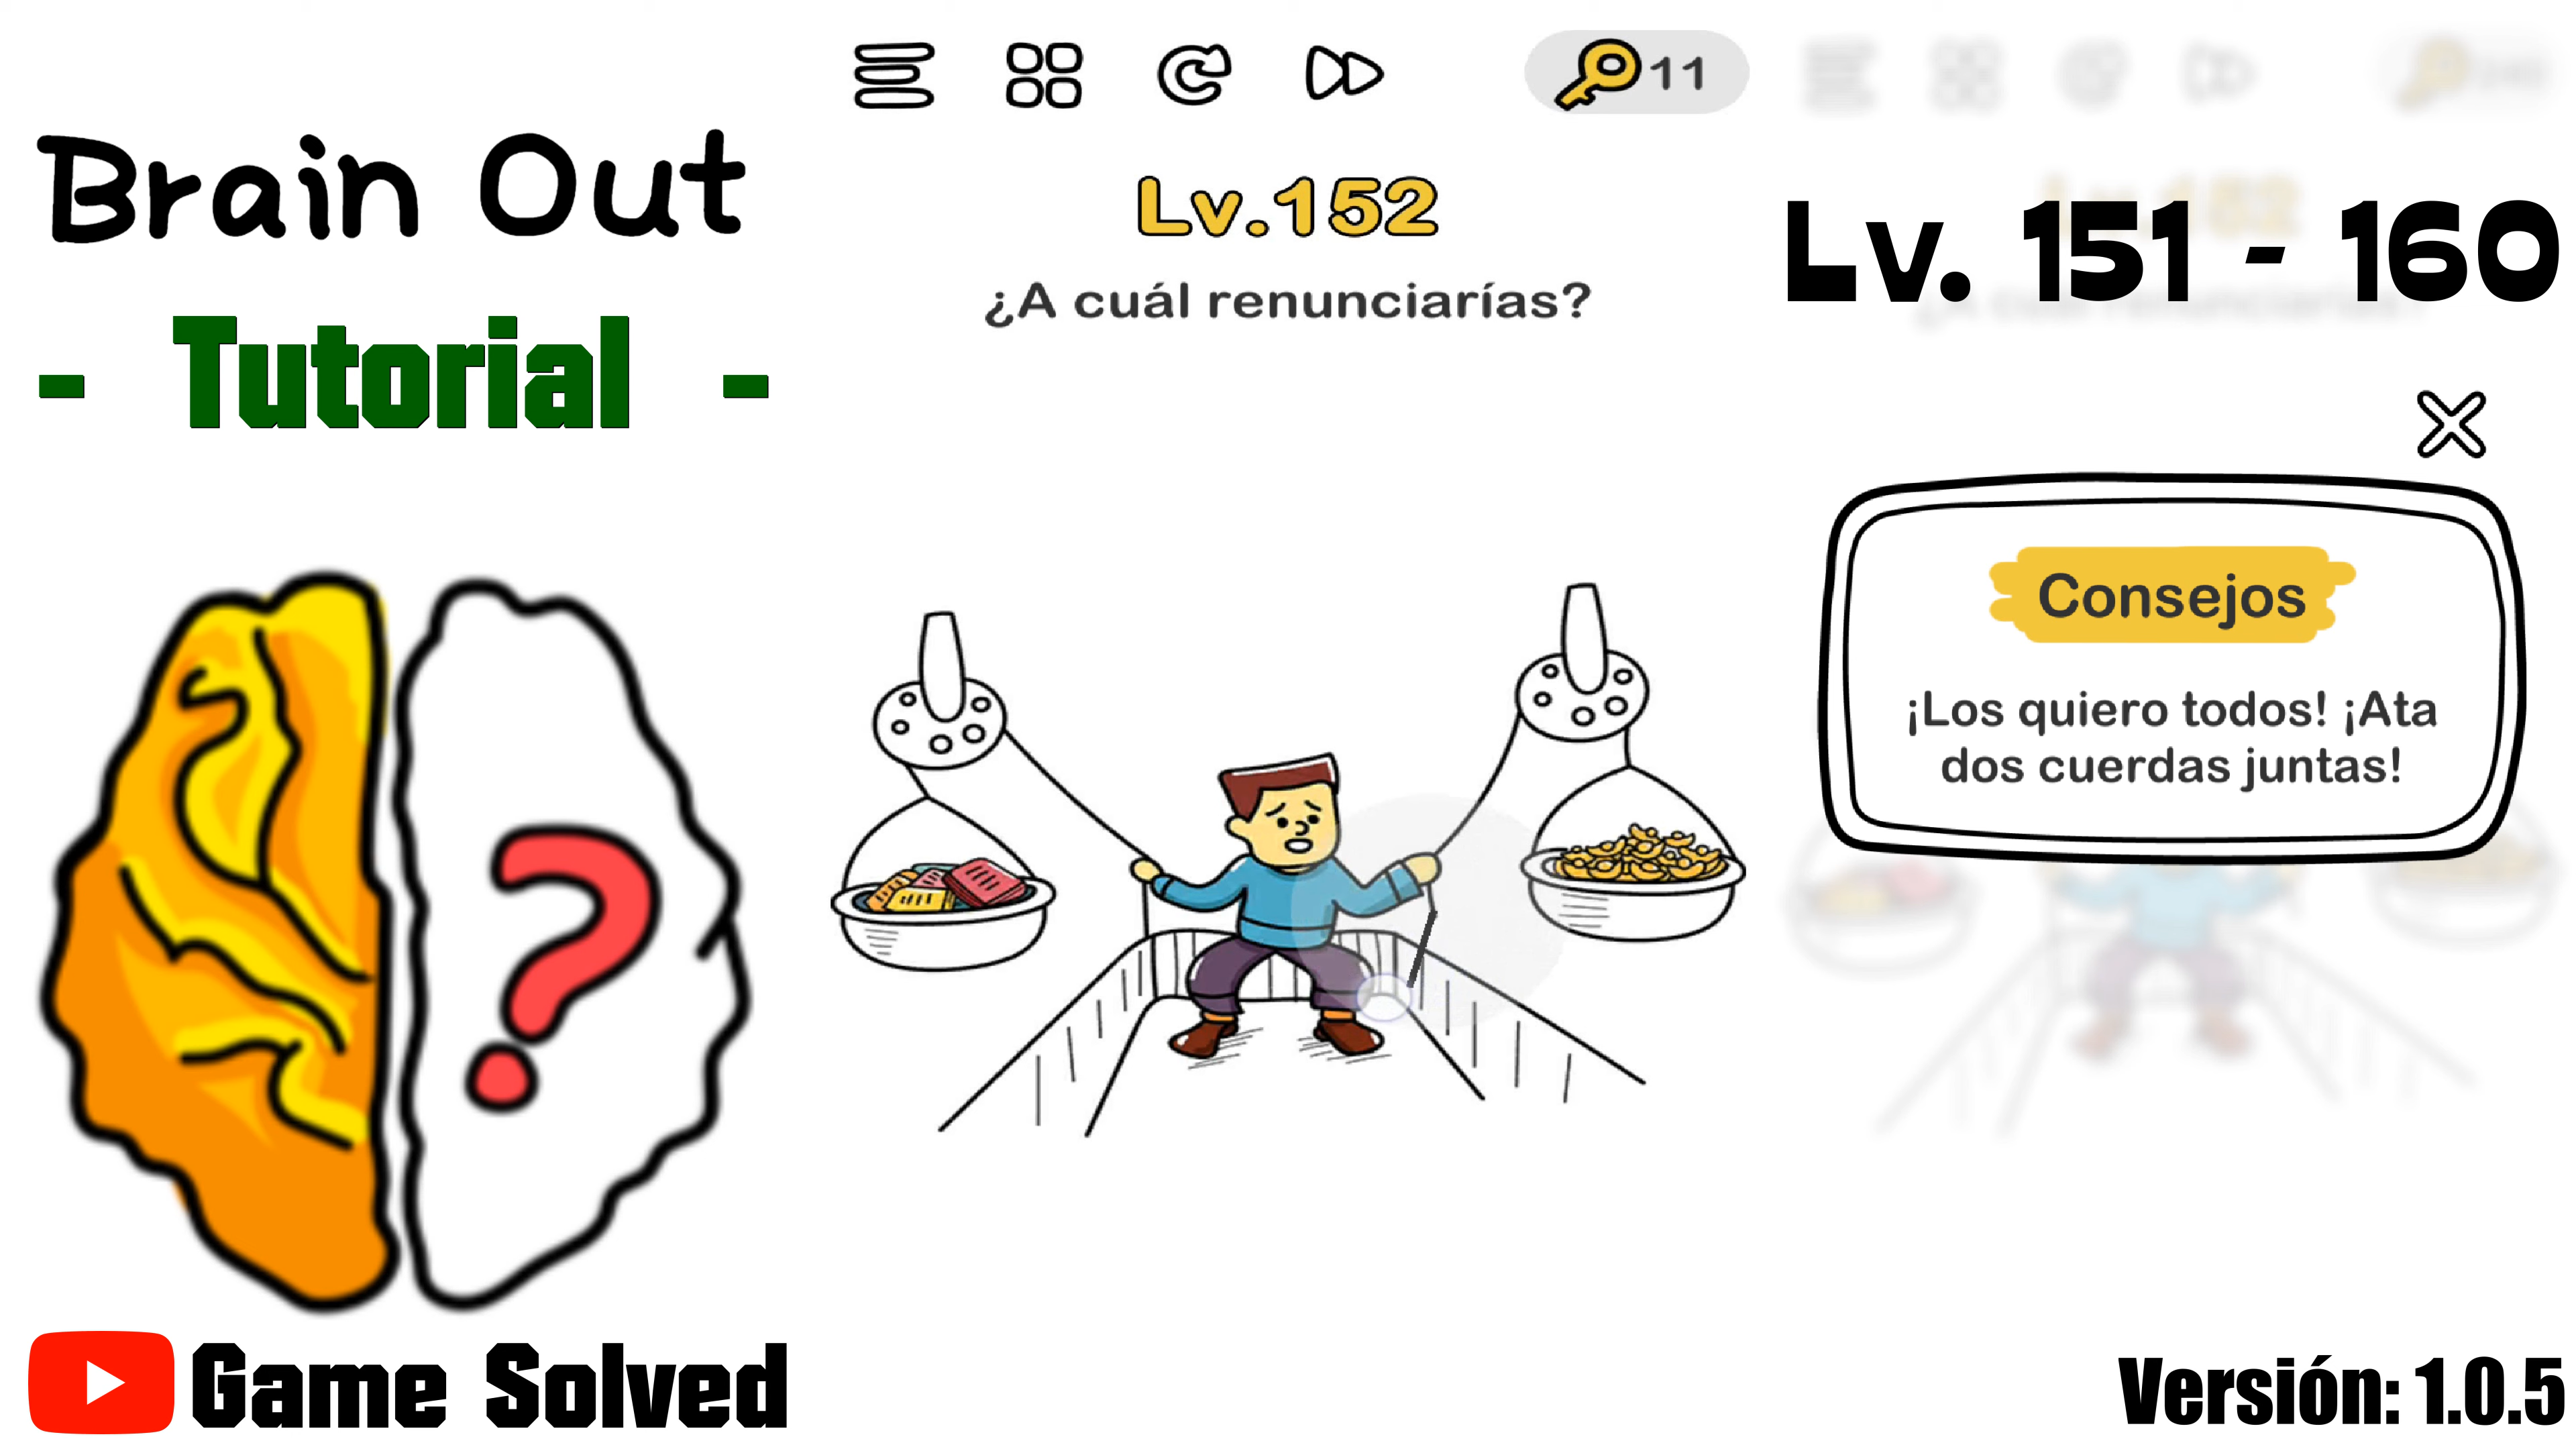 Brain Out
- Tutorial -
Game Solved
11
Lv.152
¿A cuál renunciarías?
Lv. 151 - 160
Consejos
¡Los quiero todos! ¡Ata
dos cuerdas juntas!
Versión: 1.0.5